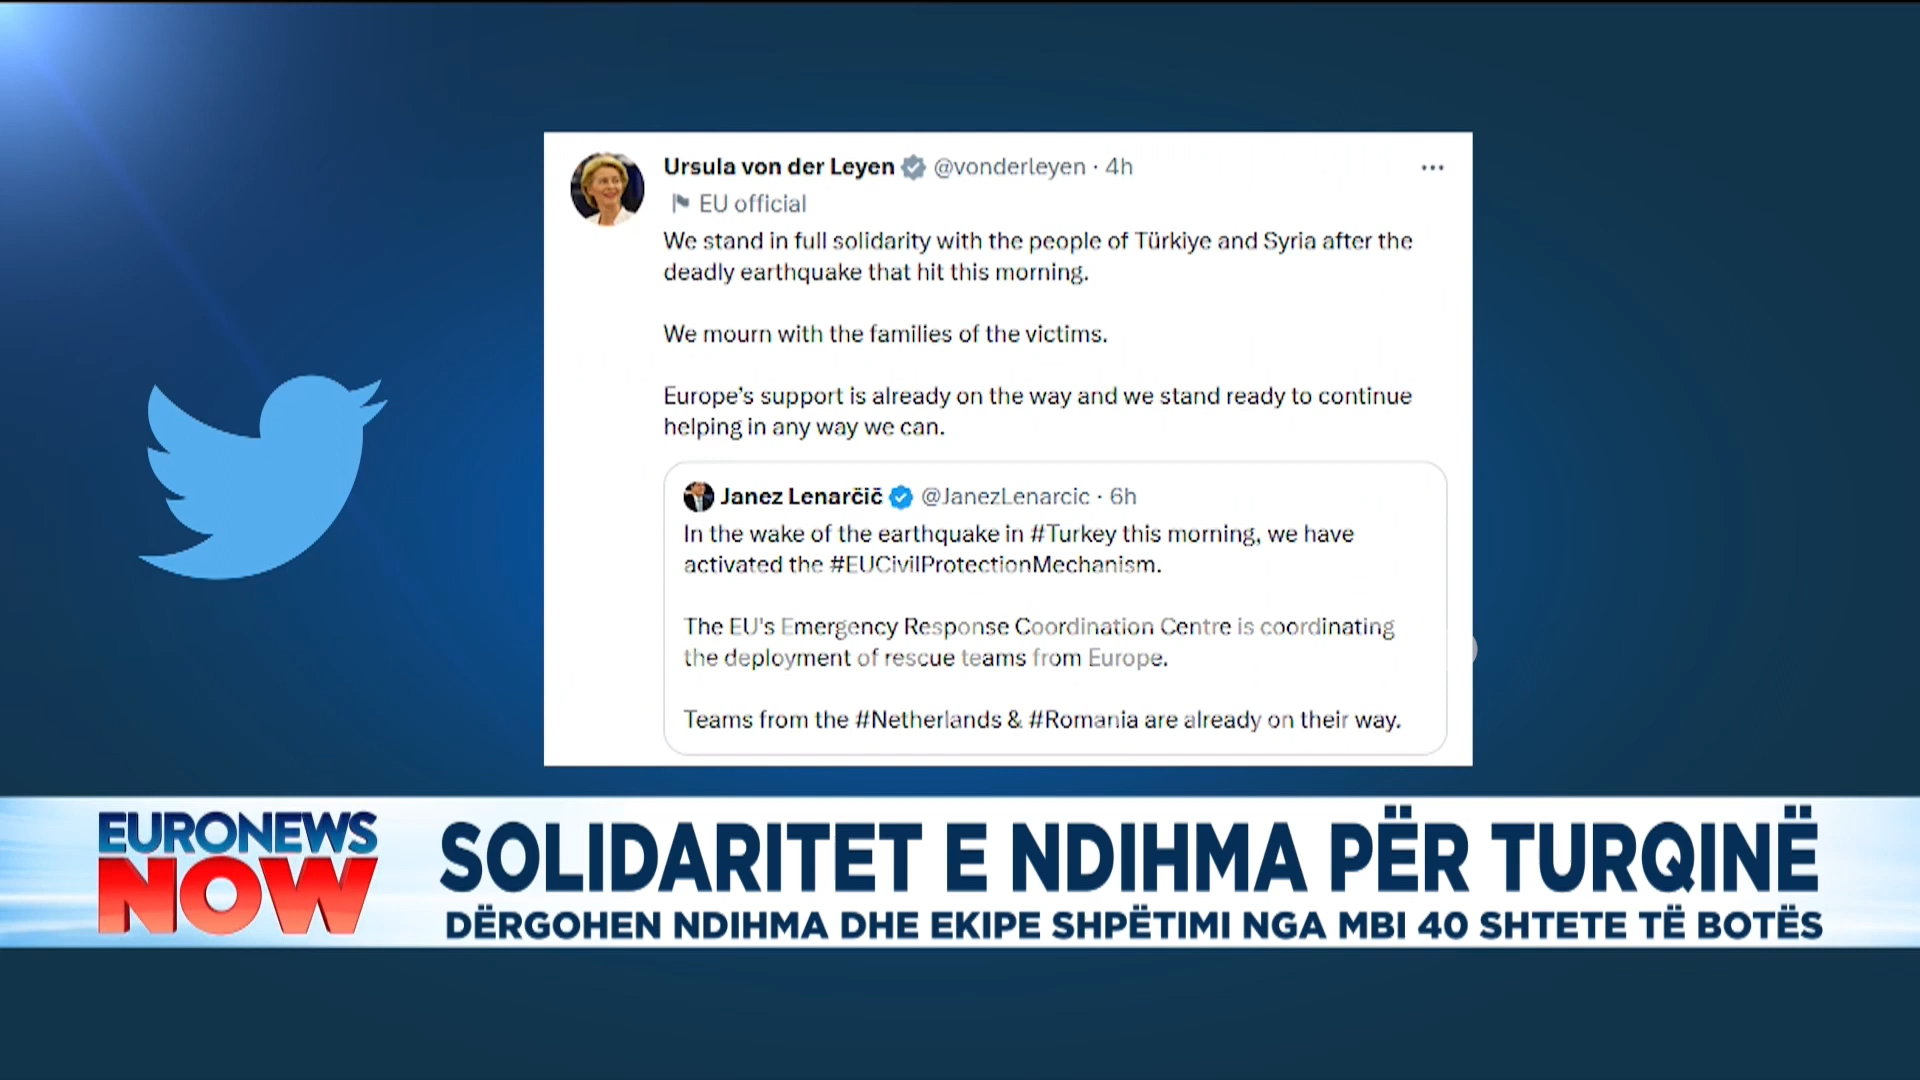 Ursula von der Leyen @vonderleyen · 4h
EU official
We stand in full solidarity with the people of Türkiye and Syria after the
deadly earthquake that hit this morning.
We mourn with the families of the victims.
Europe's support is already on the way and we stand ready to continue
helping in any way we can.
Janez Lenarčič @JanezLenarcic · 6h
In the wake of the earthquake in #Turkey this morning, we have
activated the #EUCivilProtectionMechanism.
The EU's Emergency Response Coordination Centre is coordinating
the deployment of rescue teams from Europe.
Teams from the #Netherlands & #Romania are already on their way.
EURONEWS
NOW
SOLIDARITET E NDIHMA PËR TURQINË
DËRGOHEN NDIHMA DHE EKIPE SHPËTIMI NGA MBI 40 SHTETE TË BOTËS